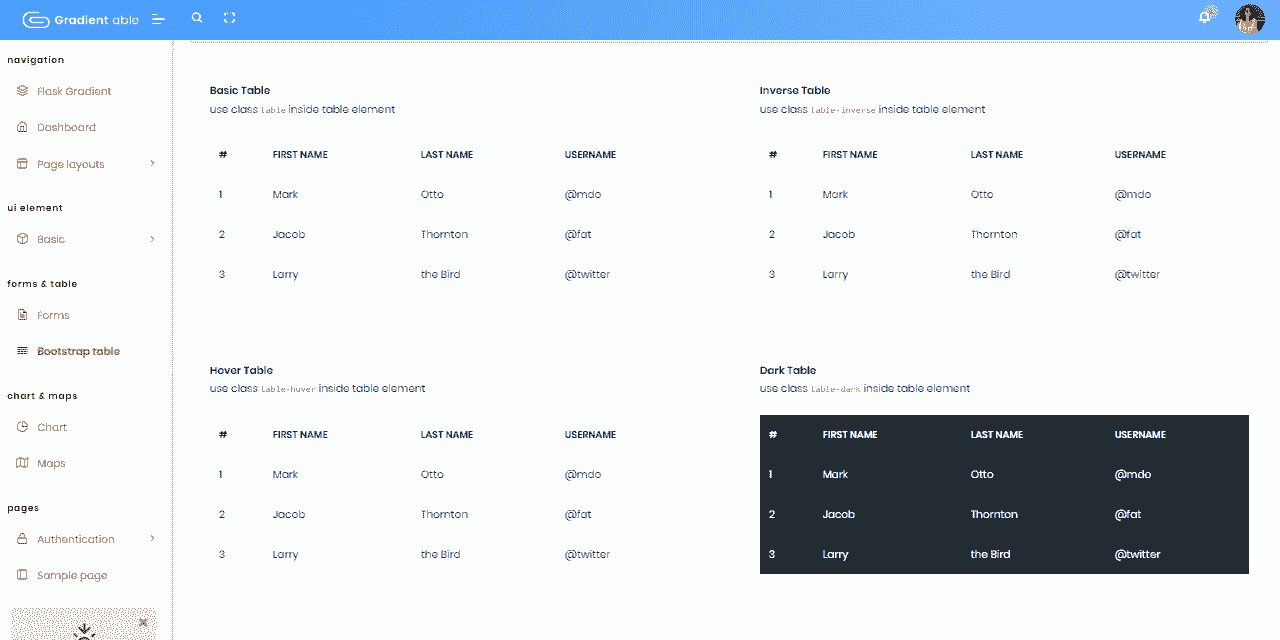 Gradient able
navigation
Flask Gradient
Dashboard
Page layouts
ui element
Basic
forms & table
Forms
Bootstrap table
chart & maps
Chart
Maps
pages
Authentication
Sample page
Basic Table
use class table inside table element
# FIRST NAME LAST NAME USERNAME
1 Mark Otto @mdo
2 Jacob Thornton @fat
3 Larry the Bird @twitter
Inverse Table
use class table-inverse inside table element
# FIRST NAME LAST NAME USERNAME
1 Mark Otto @mdo
2 Jacob Thornton @fat
3 Larry the Bird @twitter
Hover Table
use class table-hover inside table element
# FIRST NAME LAST NAME USERNAME
1 Mark Otto @mdo
2 Jacob Thornton @fat
3 Larry the Bird @twitter
Dark Table
use class table-dark inside table element
# FIRST NAME LAST NAME USERNAME
1 Mark Otto @mdo
2 Jacob Thornton @fat
3 Larry the Bird @twitter